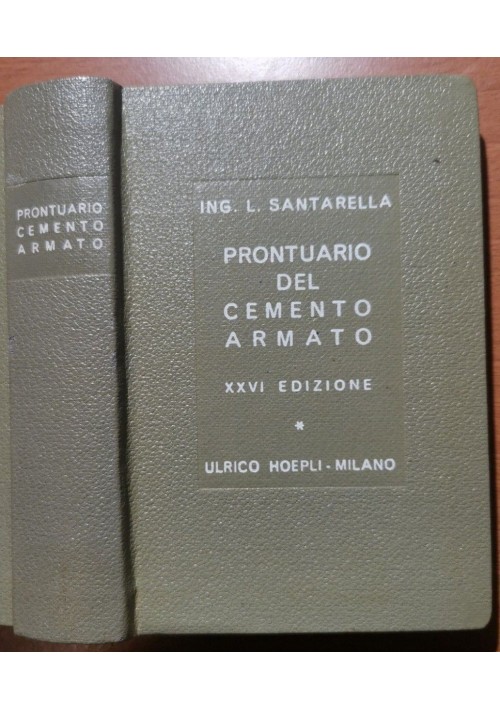 PRONTUARIO
CEMENTO
ARMATO
ING. L. SANTARELLA
PRONTUARIO
DEL
CEMENTO
ARMATO
XXVI EDIZIONE
*
ULRICO HOEPLI - MILANO